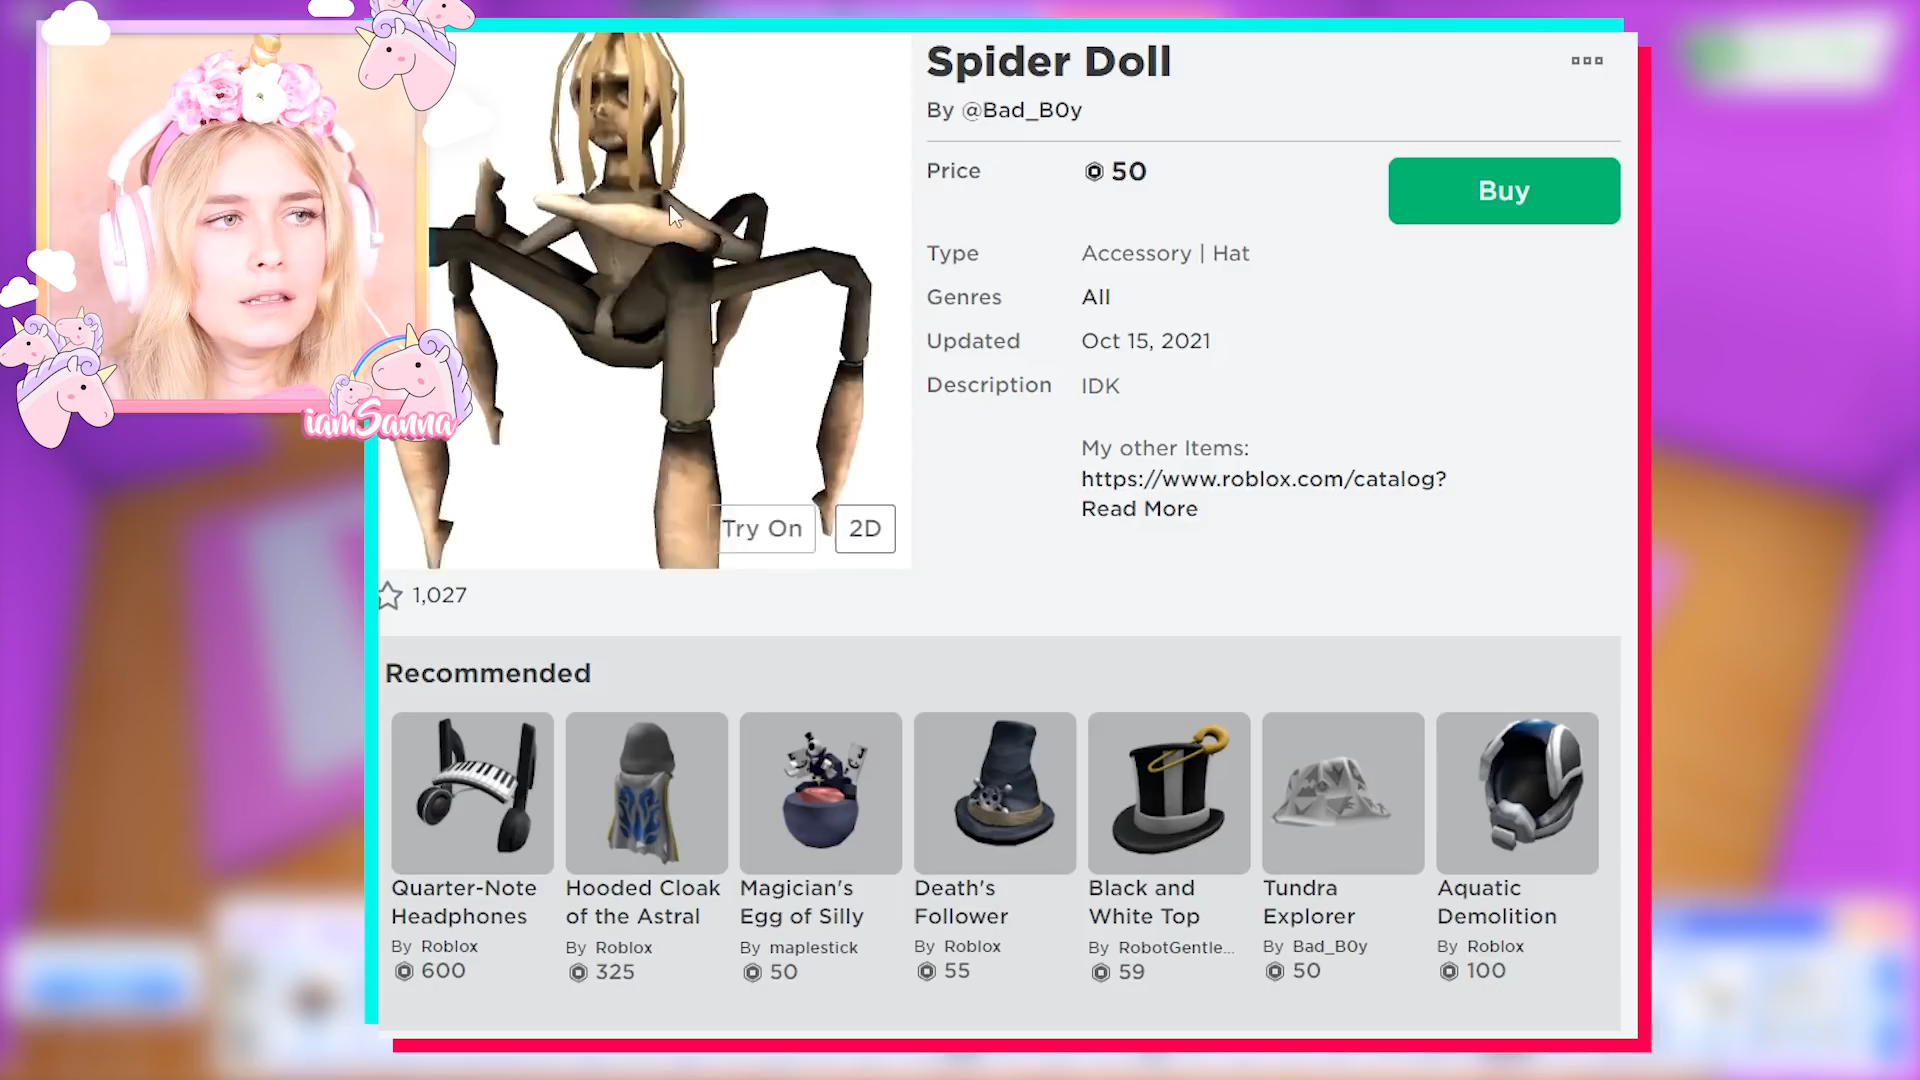 Spider Doll
By @Bad_B0y
Price 50
Buy
Type Accessory | Hat
Genres All
Updated Oct 15, 2021
Description IDK
My other Items:
https://www.roblox.com/catalog?
Read More
Try On
2D
iamSanna
1,027
Recommended
Quarter-Note Headphones
By Roblox
600
Hooded Cloak of the Astral
By Roblox
325
Magician's Egg of Silly
By maplestick
50
Death's Follower
By Roblox
55
Black and White Top
By RobotGentle...
59
Tundra Explorer
By Bad_B0y
50
Aquatic Demolition
By Roblox
100